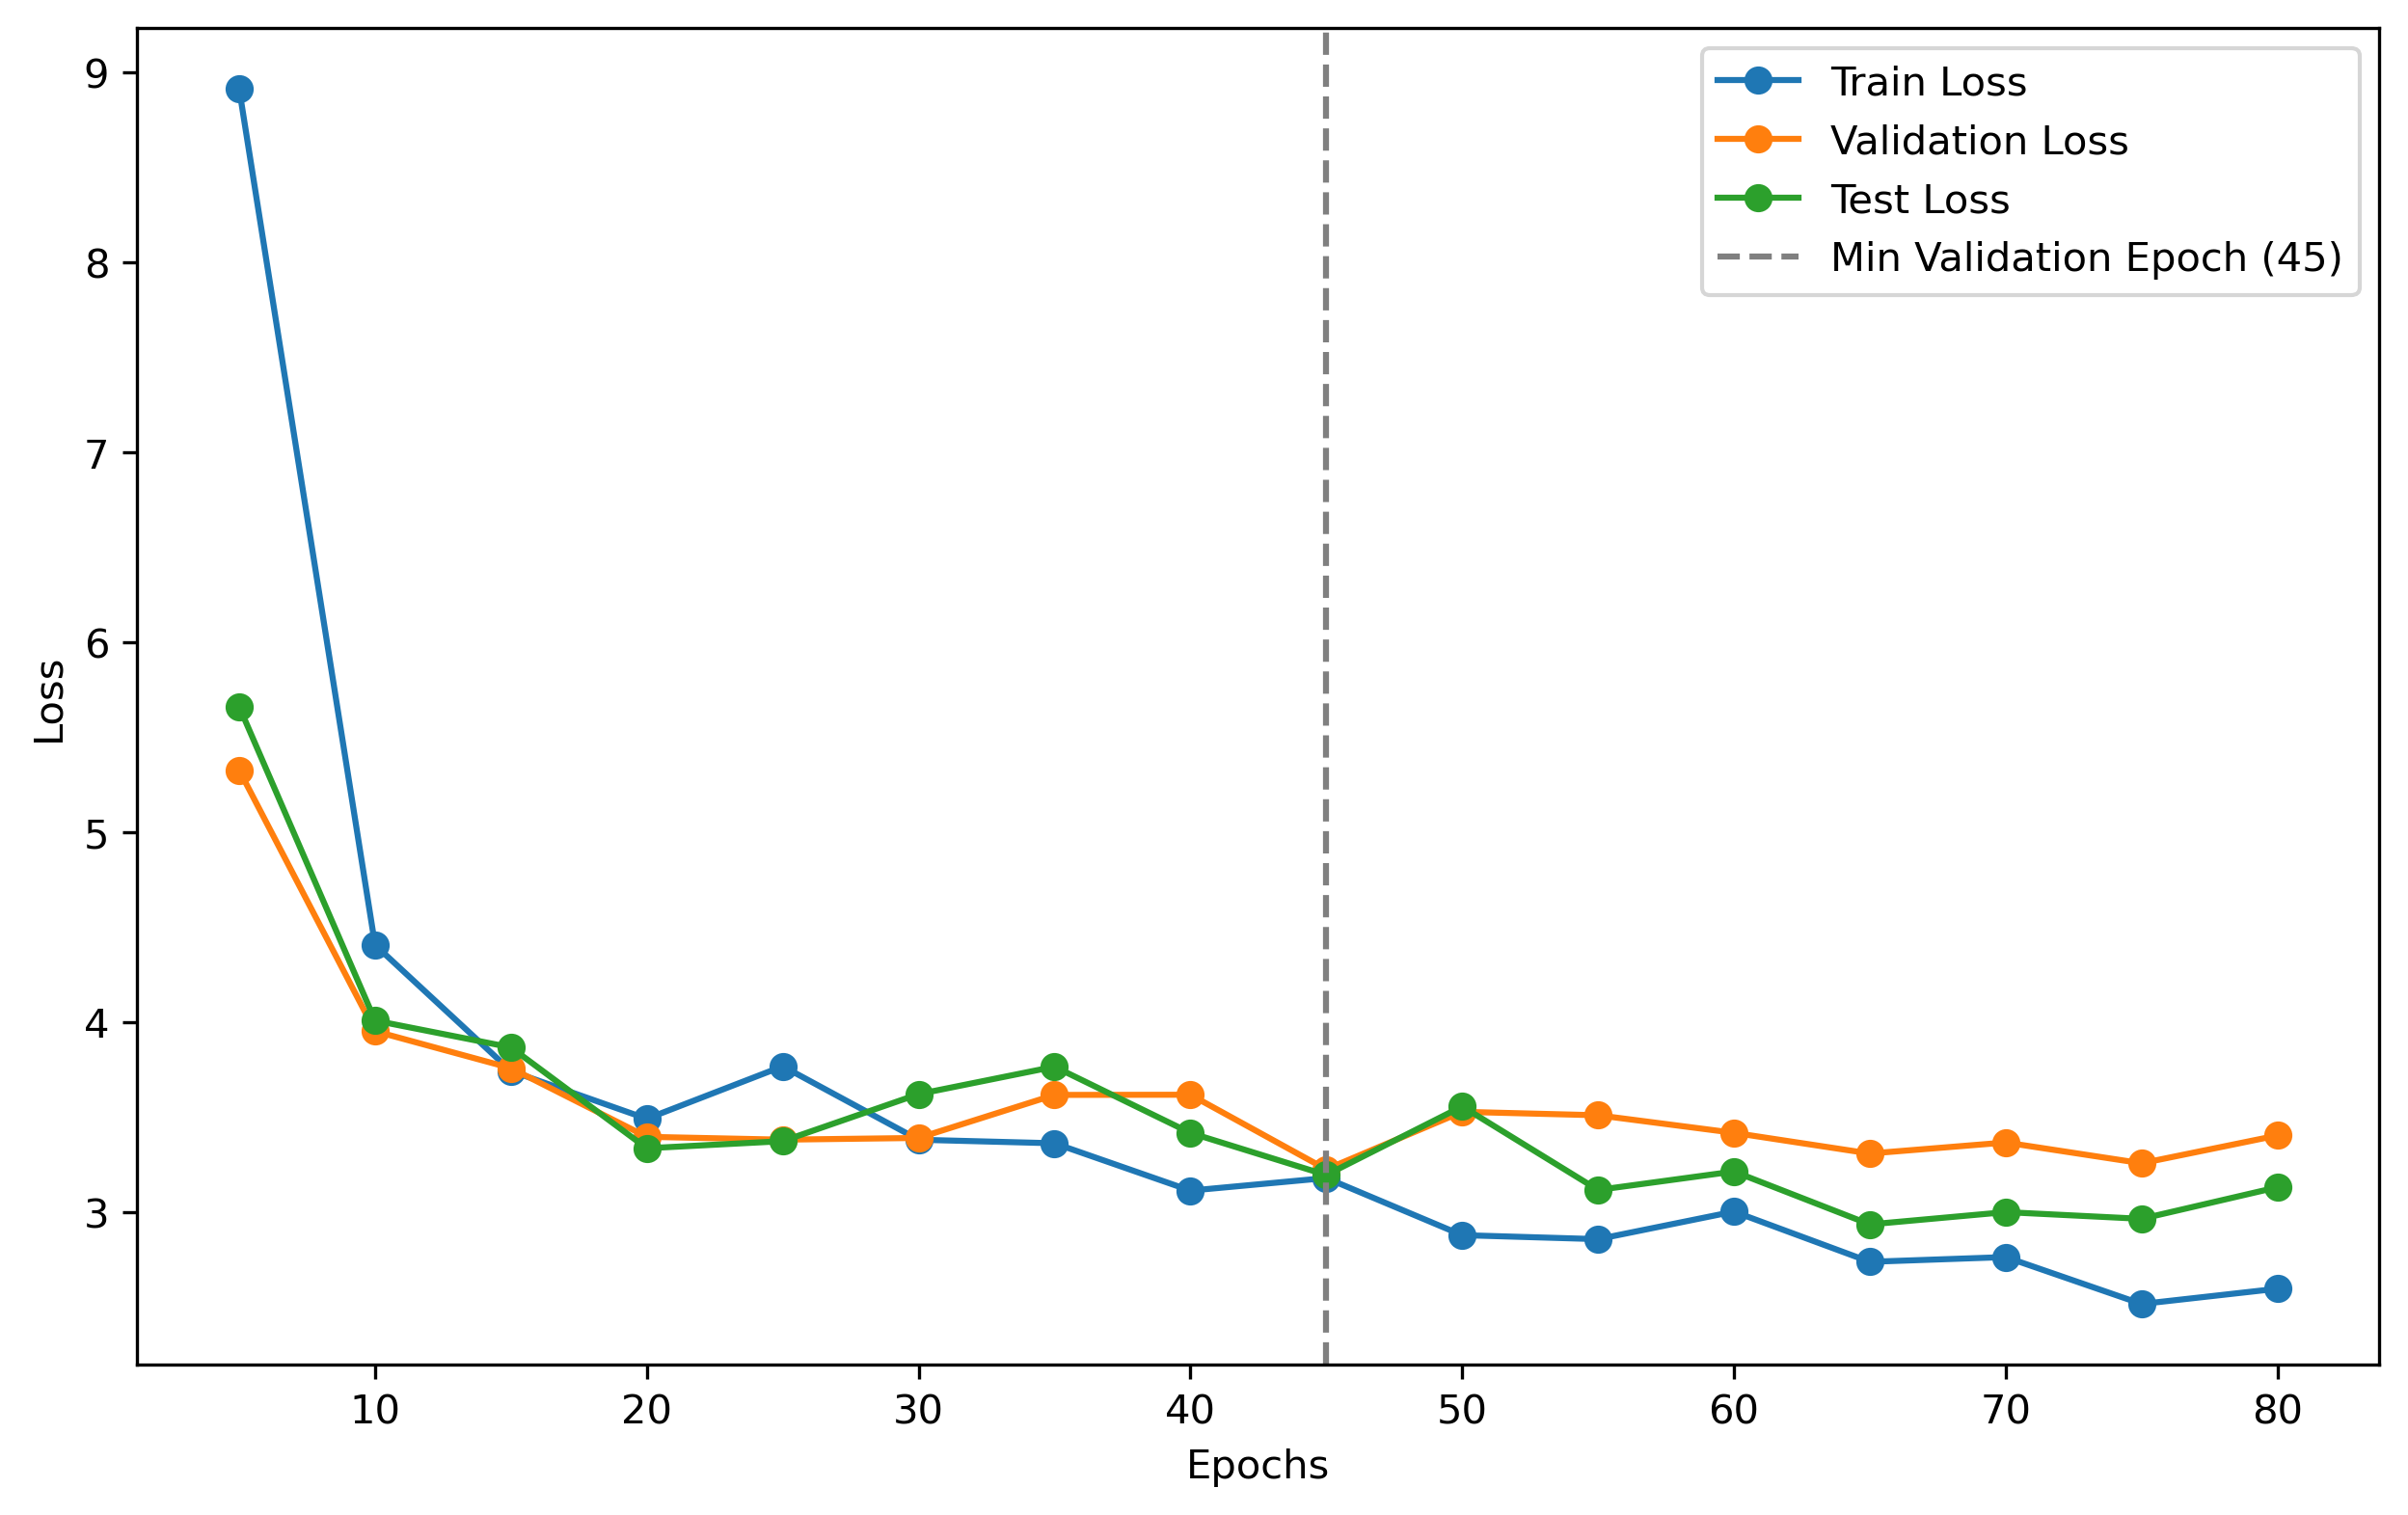 9
8
7
6
5
4
3
Loss
10 20 30 40 50 60 70 80
Epochs
Train Loss
Validation Loss
Test Loss
Min Validation Epoch (45)